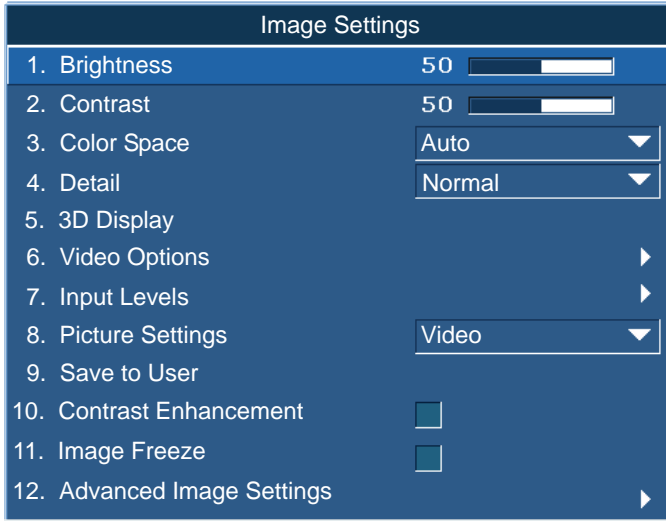 Image Settings
1. Brightness 50
2. Contrast 50
3. Color Space Auto
4. Detail Normal
5. 3D Display
6. Video Options
7. Input Levels
8. Picture Settings Video
9. Save to User
10. Contrast Enhancement
11. Image Freeze
12. Advanced Image Settings